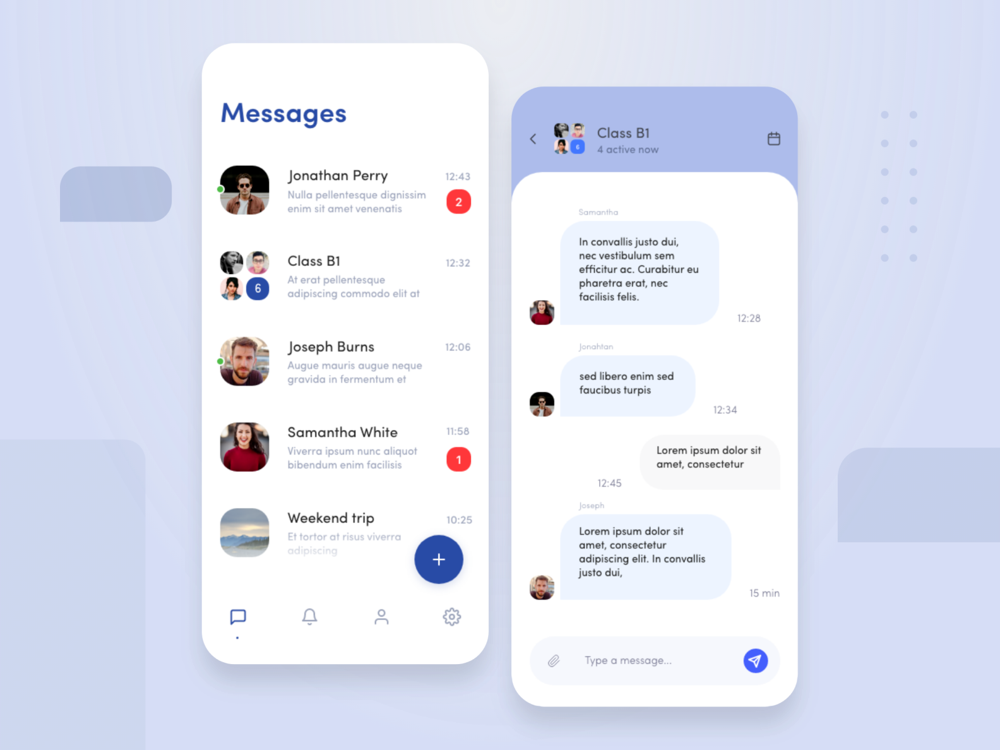 Messages
Jonathan Perry
12:43
Nulla pellentesque dignissim
enim sit amet venenatis
2
Class B1
12:32
At erat pellentesque
adipiscing commodo elit at
6
Joseph Burns
12:06
Augue mauris augue neque
gravida in fermentum et
Samantha White
11:58
Viverra ipsum nunc aliquot
bibendum enim facilisis
1
Weekend trip
10:25
Et tortor at risus viverra
adipiscing
Class B1
6
4 active now
Samantha
In convallis justo dui,
nec vestibulum sem
efficitur ac. Curabitur eu
pharetra erat, nec
facilisis felis.
12:28
Jonahtan
sed libero enim sed
faucibus turpis
12:34
Lorem ipsum dolor sit
amet, consectetur
12:45
Joseph
Lorem ipsum dolor sit
amet, consectetur
adipiscing elit. In convallis
justo dui,
15 min
Type a message...